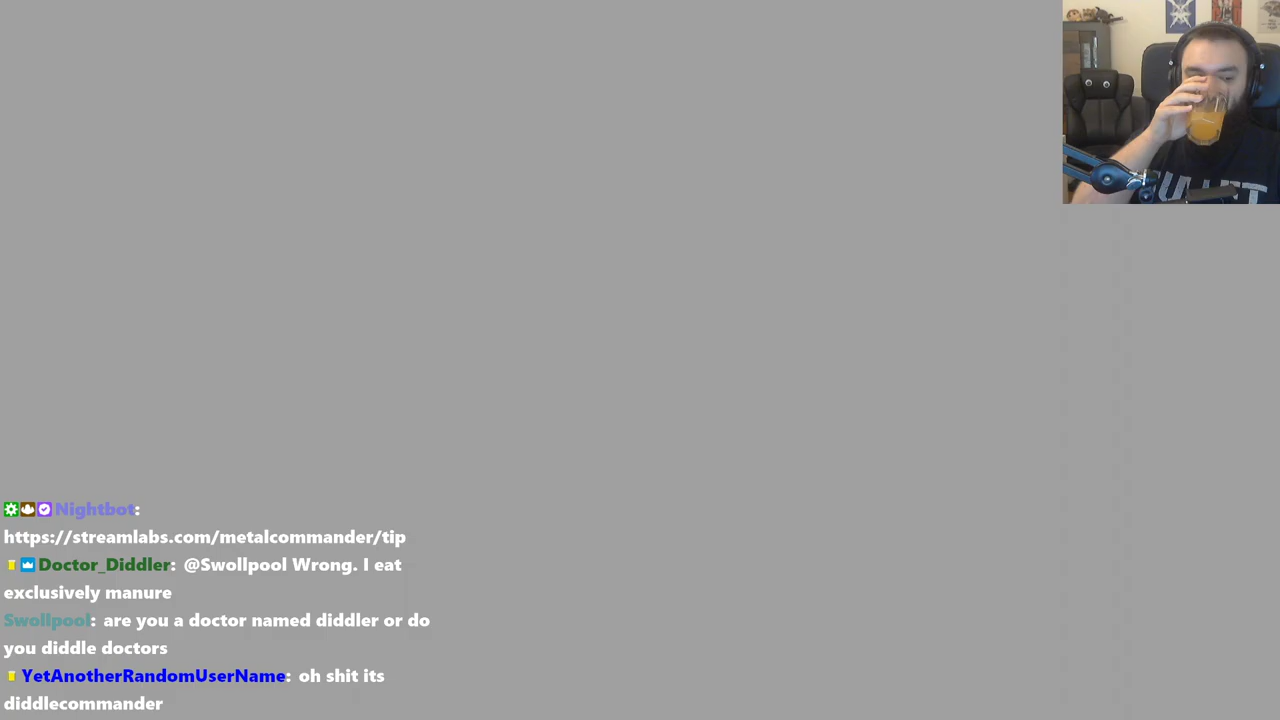 Nightbot:
https://streamlabs.com/metalcommander/tip
Doctor_Diddler: @Swollpool Wrong. I eat
exclusively manure
Swollpool: are you a doctor named diddler or do
you diddle doctors
YetAnotherRandomUserName: oh shit its
diddlecommander